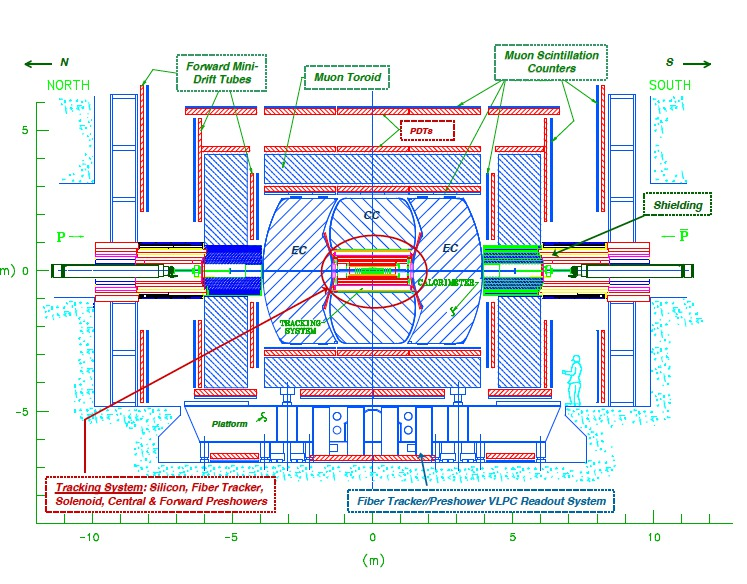 N
S
NORTH
SOUTH
Forward Mini-
Drift Tubes
Muon Toroid
Muon Scintillation
Counters
PDTs
Shielding
5
P
P̅
CC
EC
EC
m) 0
CALORIMETER
TRACKING
SYSTEM
-5
Platform
Tracking System: Silicon, Fiber Tracker,
Solenoid, Central & Forward Preshowers
Fiber Tracker/Preshower VLPC Readout System
-10
-5
0
5
10
(m)